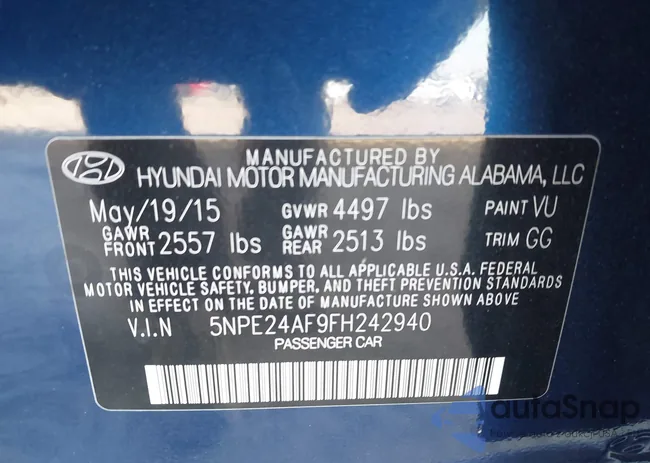 MANUFACTURED BY
HYUNDAI MOTOR MANUFACTURING ALABAMA, LLC
May/19/15 GVWR 4497 lbs PAINT VU
GAWR FRONT 2557 lbs GAWR REAR 2513 lbs TRIM GG
THIS VEHICLE CONFORMS TO ALL APPLICABLE U.S.A. FEDERAL
MOTOR VEHICLE SAFETY, BUMPER, AND THEFT PREVENTION STANDARDS
IN EFFECT ON THE DATE OF MANUFACTURE SHOWN ABOVE
V.I.N 5NPE24AF9FH242940
PASSENGER CAR
autoSnap